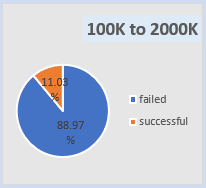 100K to 2000K
11.03
%
88.97
%
failed
successful